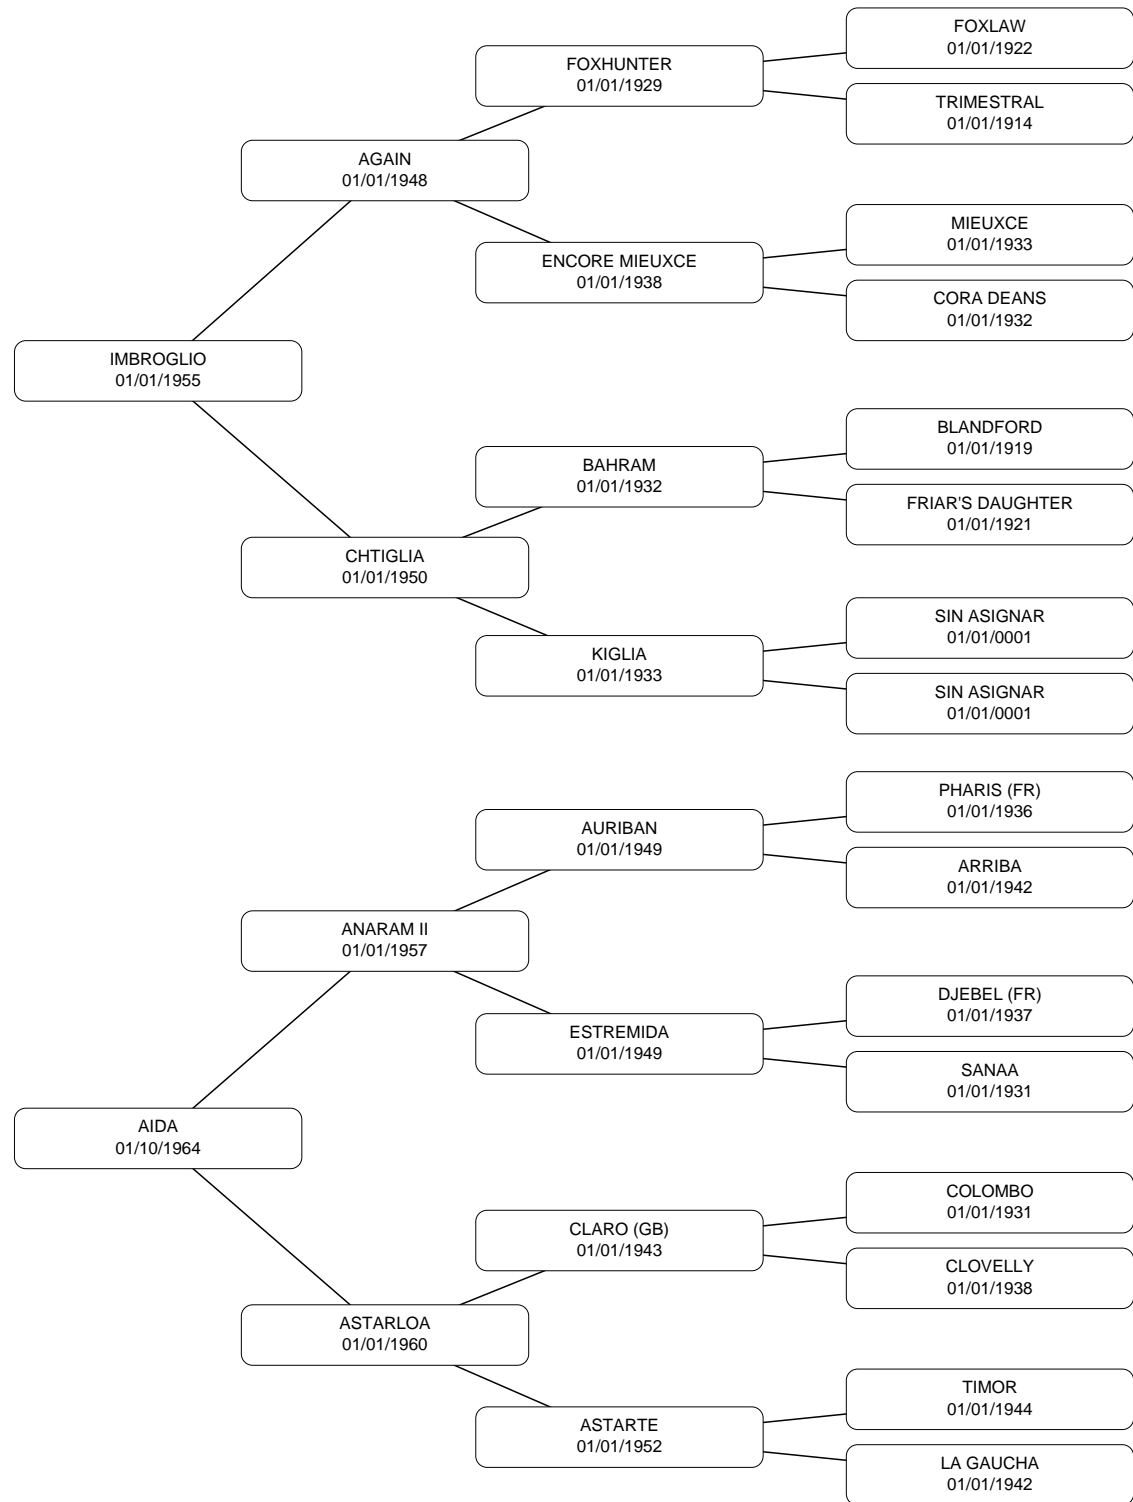 FOXLAW
01/01/1922
FOXHUNTER
01/01/1929
TRIMESTRAL
01/01/1914
AGAIN
01/01/1948
MIEUXCE
01/01/1933
ENCORE MIEUXCE
01/01/1938
CORA DEANS
01/01/1932
IMBROGLIO
01/01/1955
BLANDFORD
01/01/1919
BAHRAM
01/01/1932
FRIAR'S DAUGHTER
01/01/1921
CHTIGLIA
01/01/1950
SIN ASIGNAR
01/01/0001
KIGLIA
01/01/1933
SIN ASIGNAR
01/01/0001
PHARIS (FR)
01/01/1936
AURIBAN
01/01/1949
ARRIBA
01/01/1942
ANARAM II
01/01/1957
DJEBEL (FR)
01/01/1937
ESTREMIDA
01/01/1949
SANAA
01/01/1931
AIDA
01/10/1964
COLOMBO
01/01/1931
CLARO (GB)
01/01/1943
CLOVELLY
01/01/1938
ASTARLOA
01/01/1960
TIMOR
01/01/1944
ASTARTE
01/01/1952
LA GAUCHA
01/01/1942